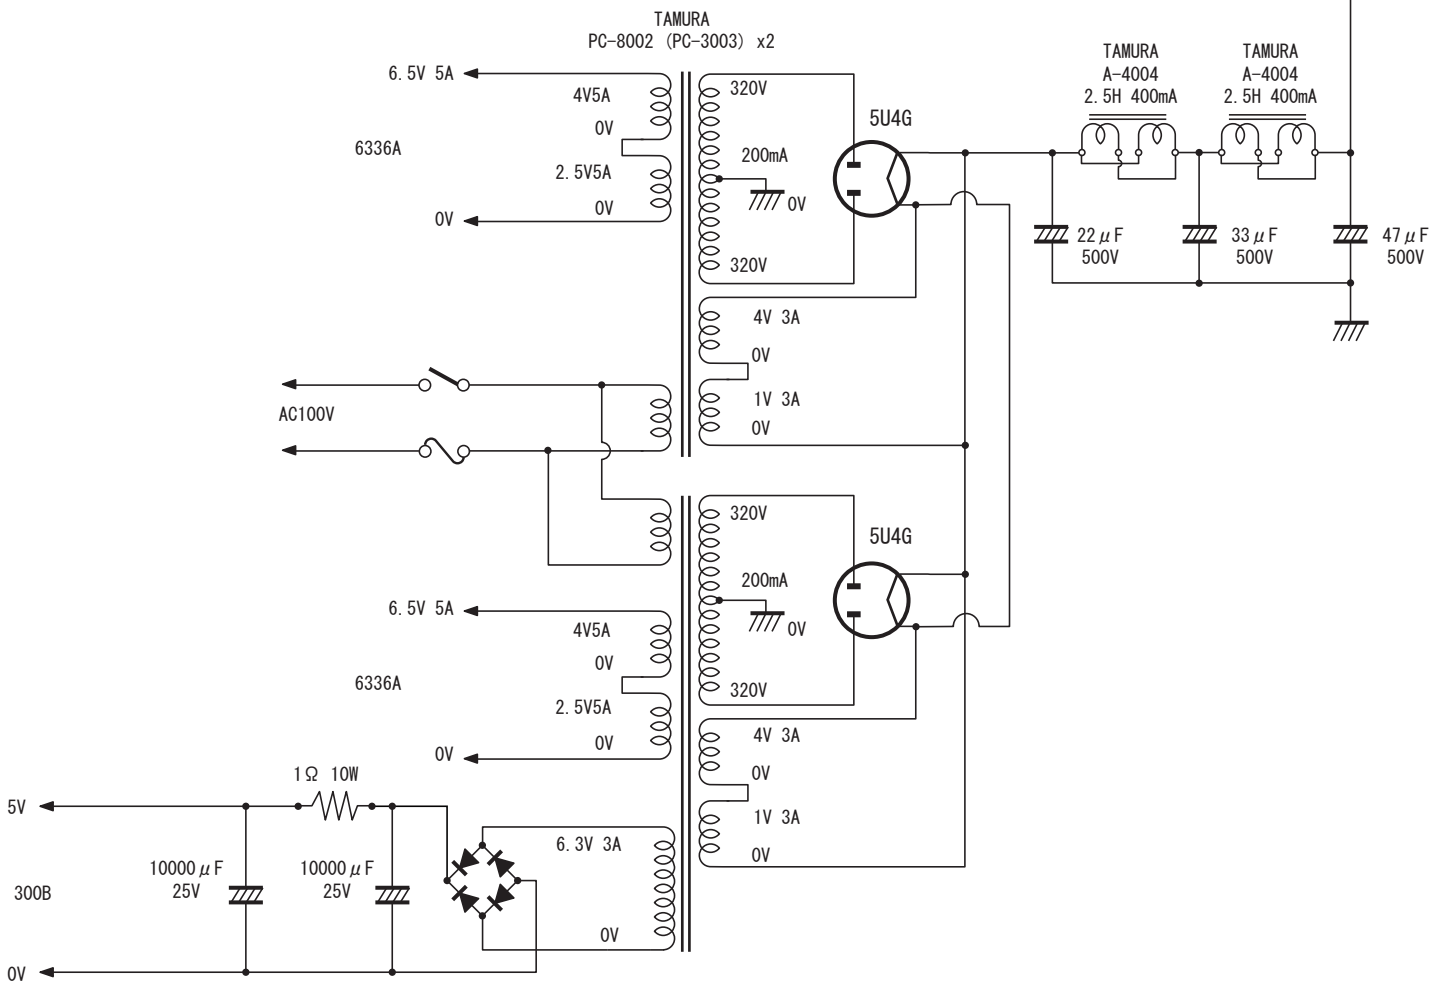 TAMURA
PC-8002 (PC-3003) x2
6.5V 5A
4V5A
0V
6336A
2.5V5A
0V
0V
320V
200mA
0V
320V
5U4G
TAMURA
A-4004
2.5H 400mA
TAMURA
A-4004
2.5H 400mA
22μF
500V
33μF
500V
47μF
500V
4V 3A
0V
1V 3A
0V
AC100V
320V
200mA
0V
320V
5U4G
6.5V 5A
4V5A
0V
6336A
2.5V5A
0V
0V
4V 3A
0V
1V 3A
0V
1Ω 10W
5V
10000μF
25V
10000μF
25V
300B
0V
6.3V 3A
0V